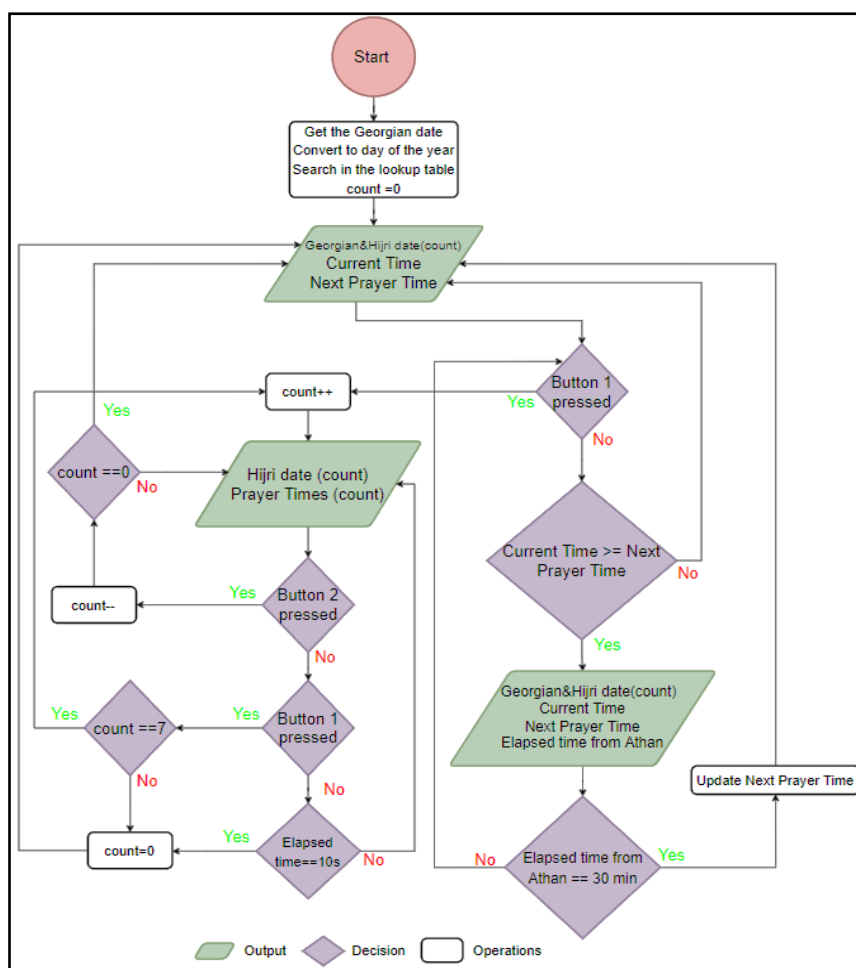 Start
Get the Georgian date
Convert to day of the year
Search in the lookup table
count =0
Georgian&Hijri date(count)
Current Time
Next Prayer Time
Button 1
pressed
Yes
No
count++
Yes
count ==0
No
Hijri date (count)
Prayer Times (count)
Current Time >= Next
Prayer Time
No
Yes
Button 2
pressed
Yes
No
count--
Georgian&Hijri date(count)
Current Time
Next Prayer Time
Elapsed time from Athan
Button 1
pressed
Yes
No
count ==7
Yes
No
Update Next Prayer Time
Elapsed
time==10s
Yes
No
count=0
Elapsed time from
Athan == 30 min
No
Yes
Output
Decision
Operations